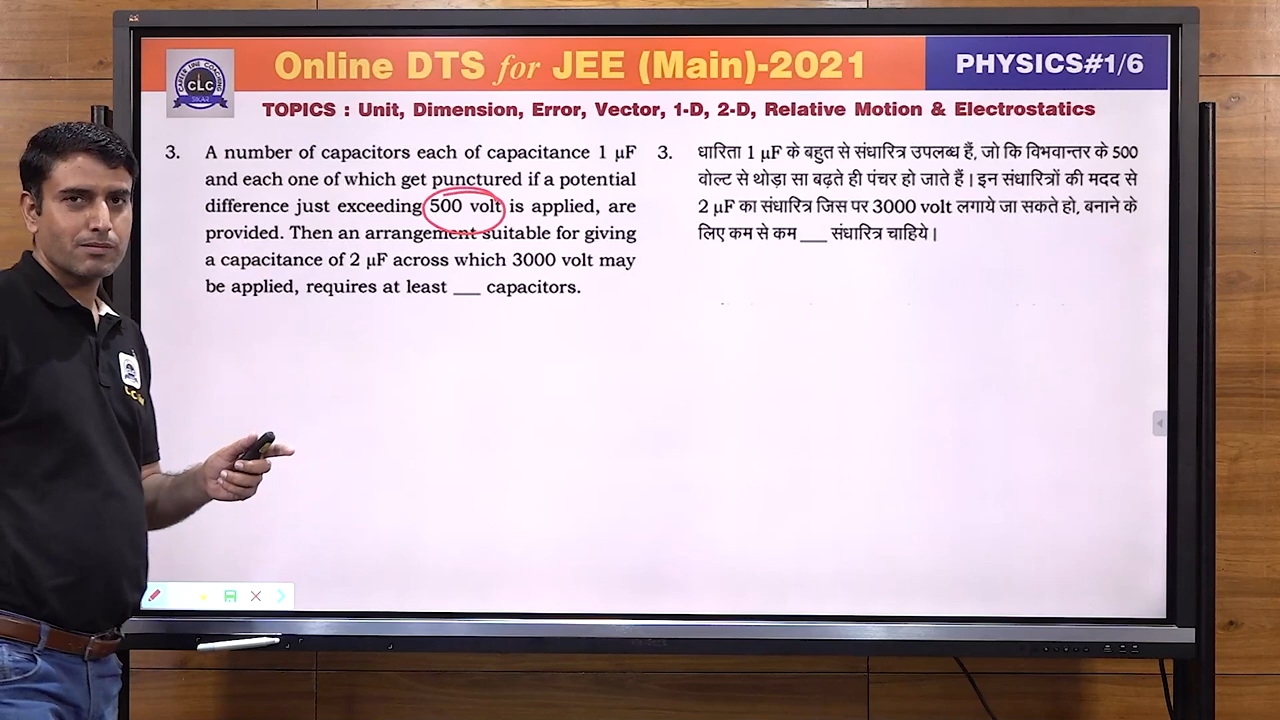 Online DTS for JEE (Main)-2021
PHYSICS#1/6
CLC
SIKAR
TOPICS : Unit, Dimension, Error, Vector, 1-D, 2-D, Relative Motion & Electrostatics
3. A number of capacitors each of capacitance 1 μF
and each one of which get punctured if a potential
difference just exceeding 500 volt is applied, are
provided. Then an arrangement suitable for giving
a capacitance of 2 μF across which 3000 volt may
be applied, requires at least ___ capacitors.
3. धारिता 1 μF के बहुत से संधारित्र उपलब्ध हैं, जो कि विभवान्तर के 500
वोल्ट से थोड़ा सा बढ़ते ही पंचर हो जाते हैं | इन संधारित्रों की मदद से
2 μF का संधारित्र जिस पर 3000 volt लगाये जा सकते हो, बनाने के
लिए कम से कम ___ संधारित्र चाहिये |